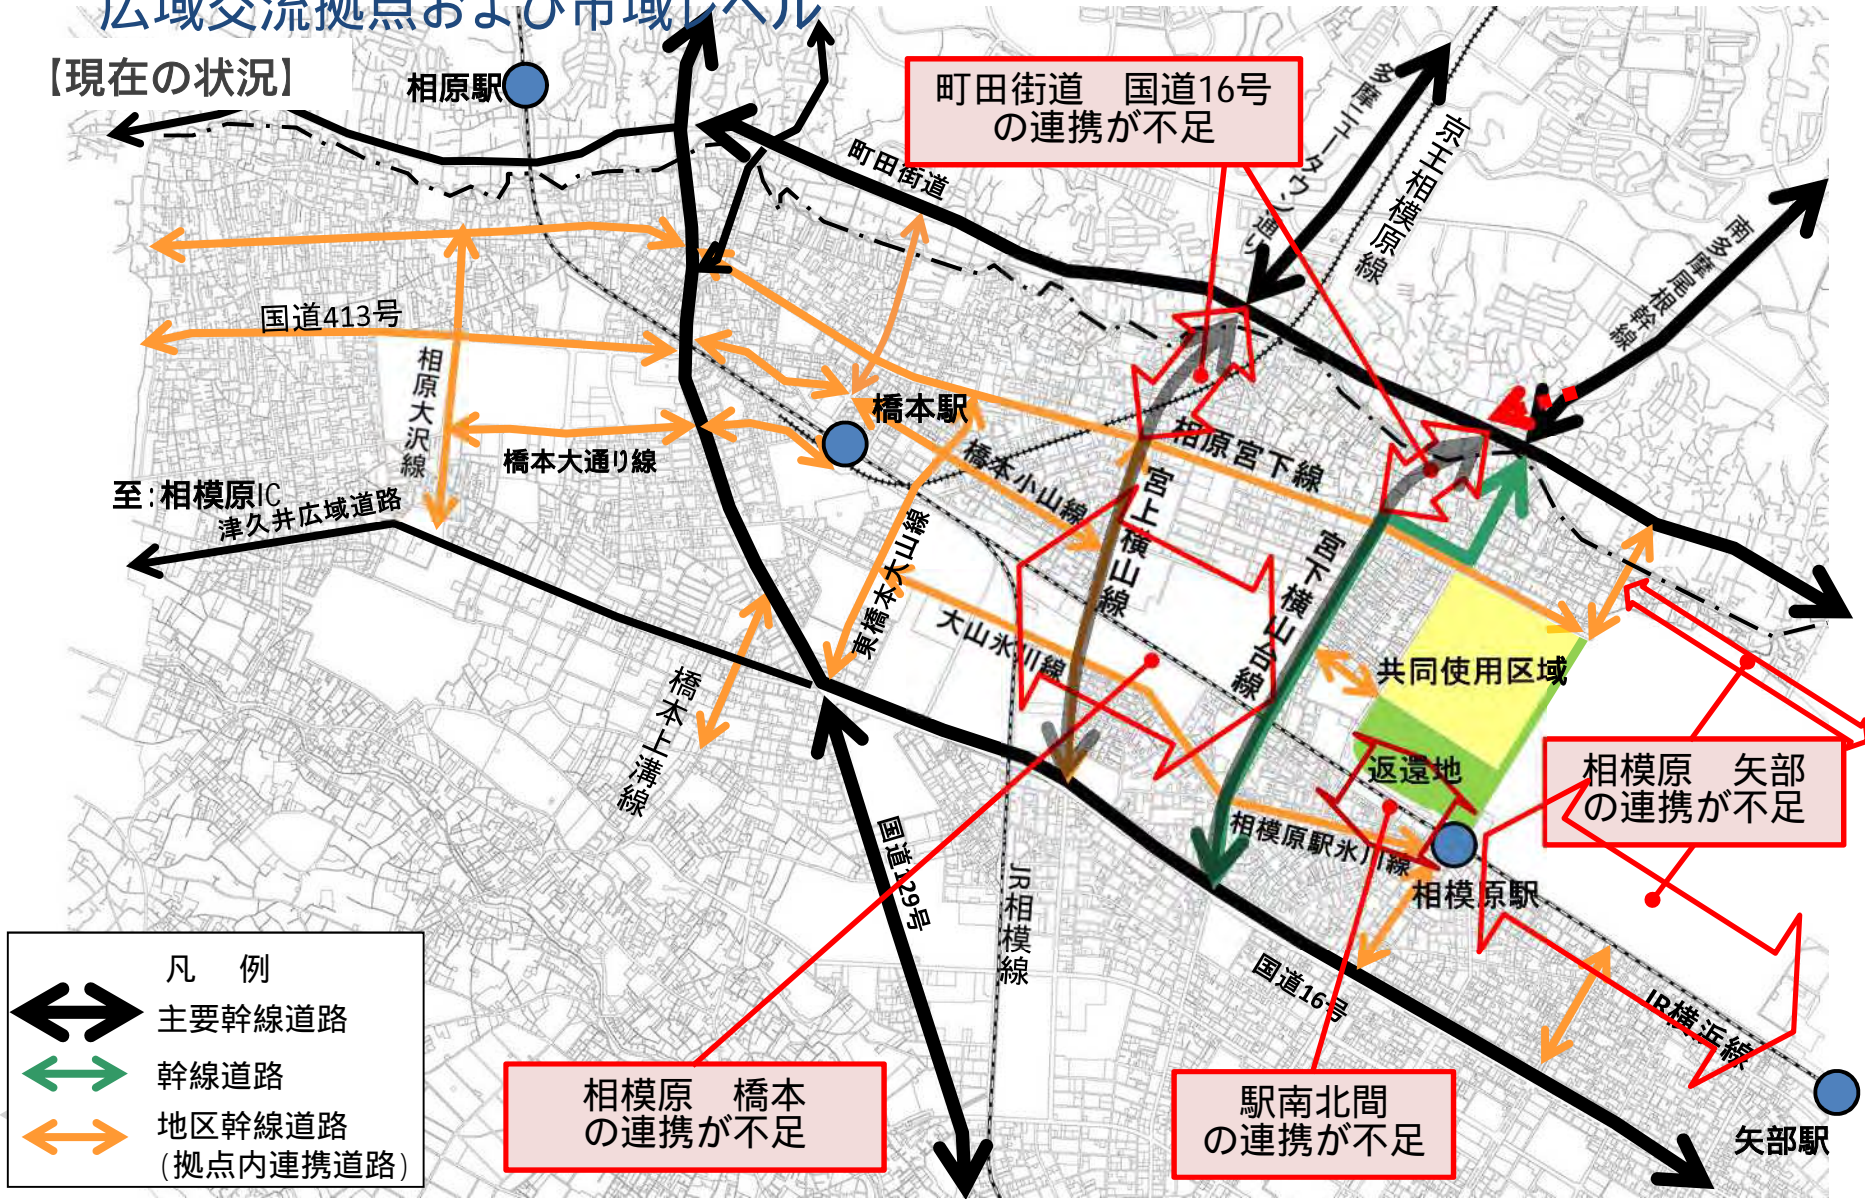 広域交流拠点および市域レベル
【現在の状況】
相原駅
町田街道　国道16号
の連携が不足
多摩ニュータウン通り
京王相模原線
町田街道
南多摩尾根幹線
国道413号
相原大沢線
橋本駅
橋本大通り線
相原宮下線
橋本小山線
宮上横山線
至:相模原IC
津久井広域道路
東橋本大山線
宮下横山台線
大山氷川線
共同使用区域
橋本上溝線
返還地
相模原　矢部
の連携が不足
相模原駅氷川線
国道129号
JR相模線
相模原駅
国道16号
JR横浜線
凡　例
主要幹線道路
幹線道路
地区幹線道路
(拠点内連携道路)
相模原　橋本
の連携が不足
駅南北間
の連携が不足
矢部駅